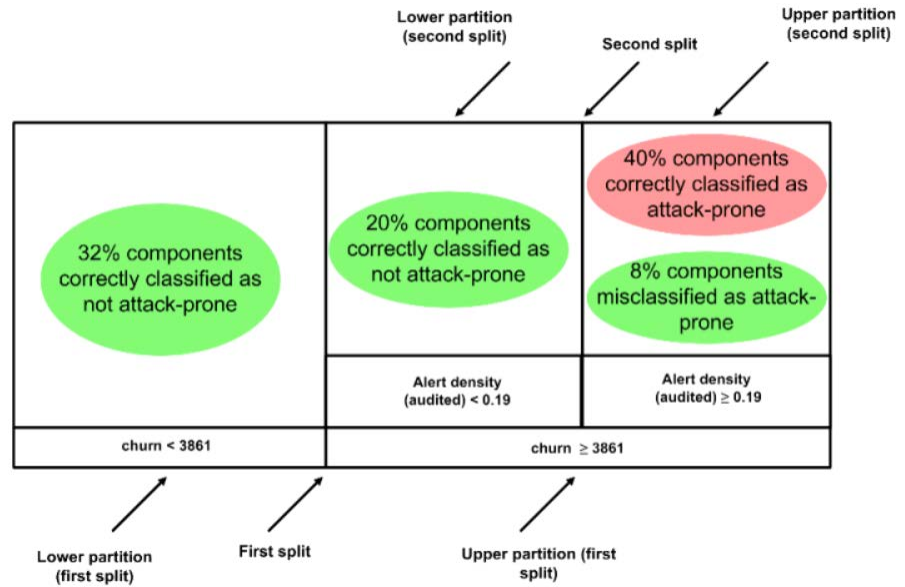 Lower partition
(second split)
Second split
Upper partition
(second split)
32% components
correctly classified as
not attack-prone
20% components
correctly classified as
not attack-prone
40% components
correctly classified as
attack-prone
8% components
misclassified as attack-
prone
Alert density
(audited) < 0.19
Alert density
(audited) ≥ 0.19
churn < 3861
churn ≥ 3861
Lower partition
(first split)
First split
Upper partition (first
split)